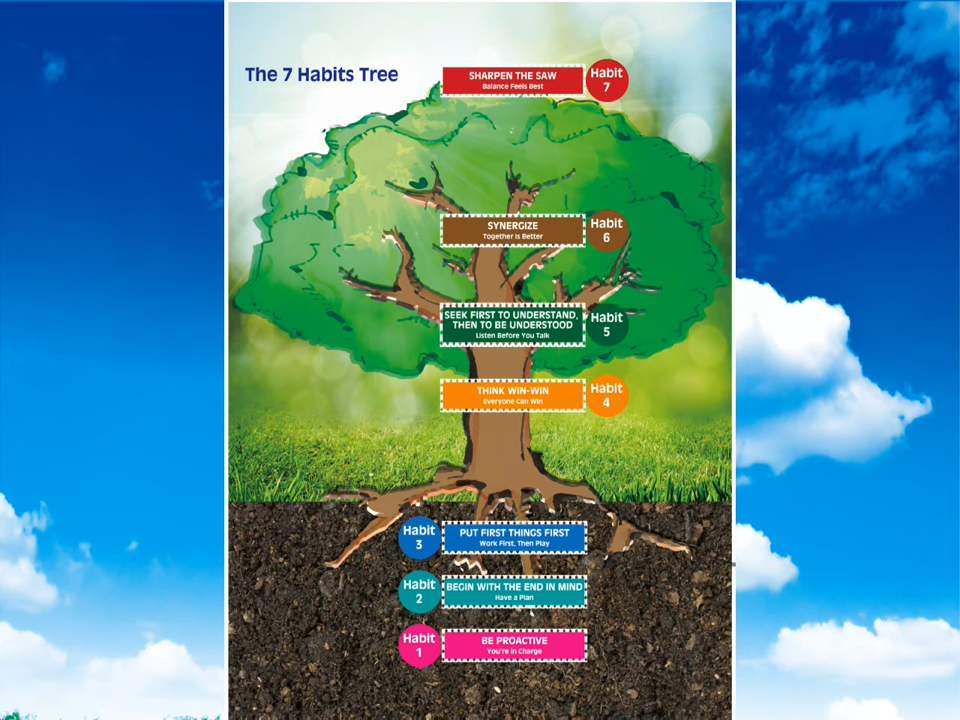 The 7 Habits Tree
SHARPEN THE SAW
Balance Feels Best
Habit
7
SYNERGIZE
Together Is Better
Habit
6
SEEK FIRST TO UNDERSTAND,
THEN TO BE UNDERSTOOD
Listen Before You Talk
Habit
5
THINK WIN-WIN
Everyone Can Win
Habit
4
Habit
3
PUT FIRST THINGS FIRST
Work First, Then Play
Habit
2
BEGIN WITH THE END IN MIND
Have a Plan
Habit
1
BE PROACTIVE
You're In Charge